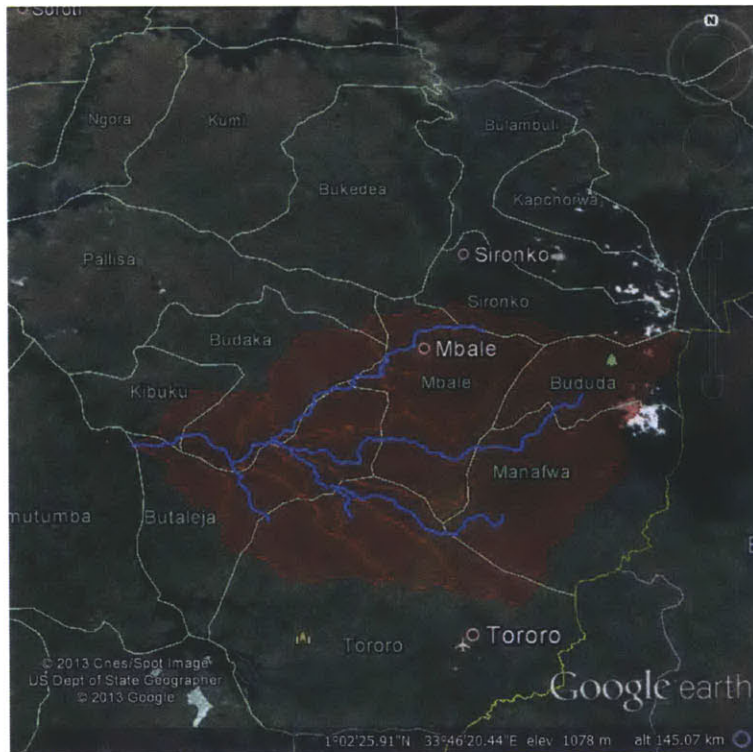 Soroti
N
Ngora
Kumi
Bulambuli
Bukedea
Kapchorwa
Pallisa
Sironko
Sironko
Budaka
Mbale
Mbale
Bududa
Kibuku
Manafwa
mutumba
Butaleja
Tororo
Tororo
© 2013 Cnes/Spot Image
US Dept of State Geographer
© 2013 Google
Google earth
1°02'25.91"N 33°46'20.44"E elev 1078 m alt 145.07 km